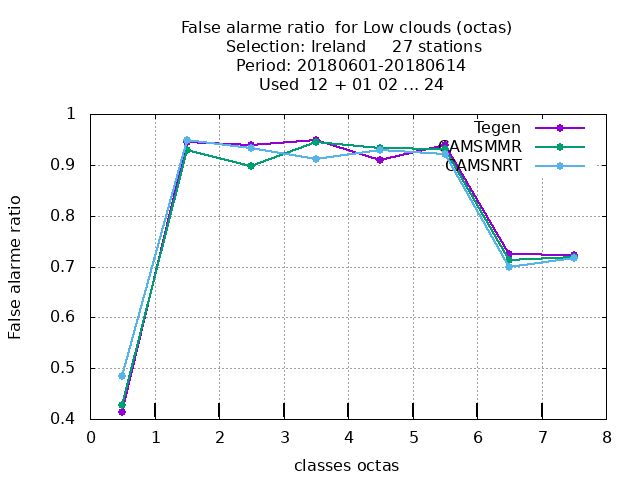 False alarme ratio  for Low clouds (octas)
Selection: Ireland     27 stations
Period: 20180601-20180614
Used  12 + 01 02 ... 24
1
0.9
0.8
0.7
0.6
0.5
0.4
False alarme ratio
Tegen
CAMSMMR
CAMSNRT
0 1 2 3 4 5 6 7 8
classes octas